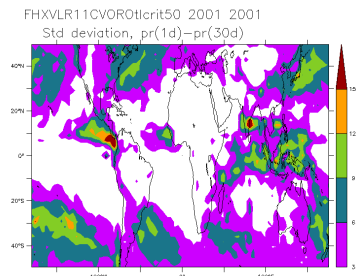 FHXVLR11CVOROtlcrit50 2001 2001
Std deviation, pr(1d)-pr(30d)
40°N
20°N
0°
20°S
40°S
15
12
9
6
3